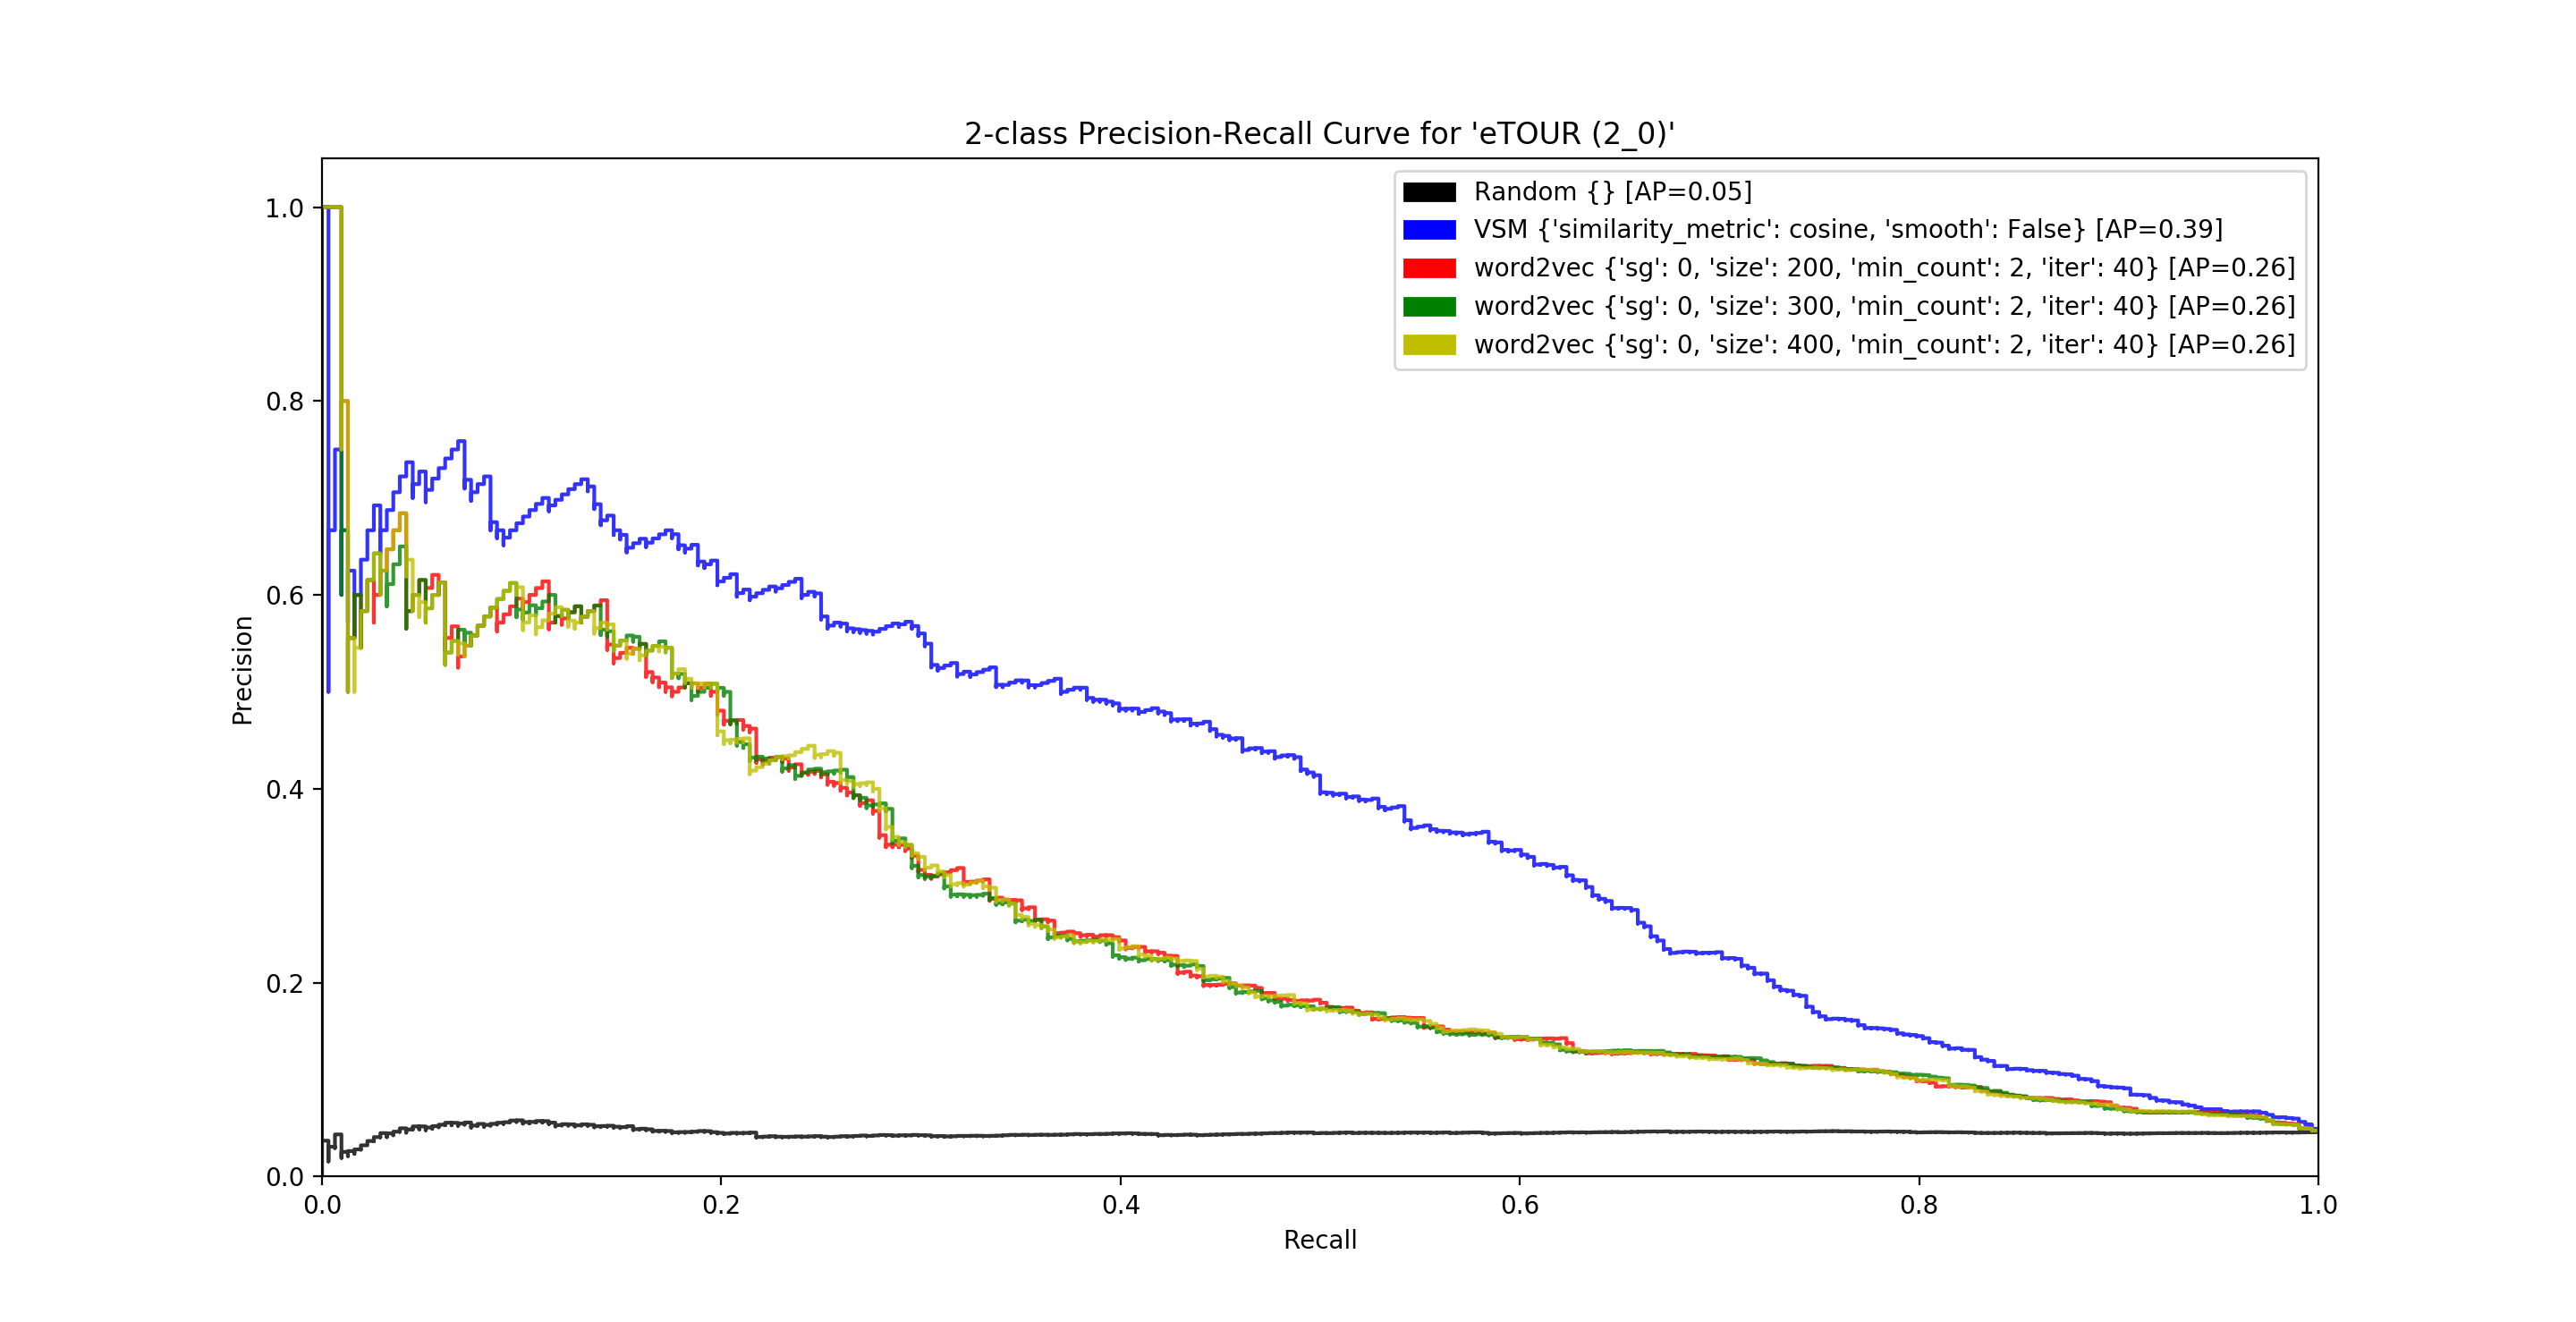 2-class Precision-Recall Curve for 'eTOUR (2_0)'
Random {} [AP=0.05]
VSM {'similarity_metric': cosine, 'smooth': False} [AP=0.39]
word2vec {'sg': 0, 'size': 200, 'min_count': 2, 'iter': 40} [AP=0.26]
word2vec {'sg': 0, 'size': 300, 'min_count': 2, 'iter': 40} [AP=0.26]
word2vec {'sg': 0, 'size': 400, 'min_count': 2, 'iter': 40} [AP=0.26]
1.0
0.8
0.6
0.4
0.2
0.0
Precision
0.0 0.2 0.4 0.6 0.8 1.0
Recall